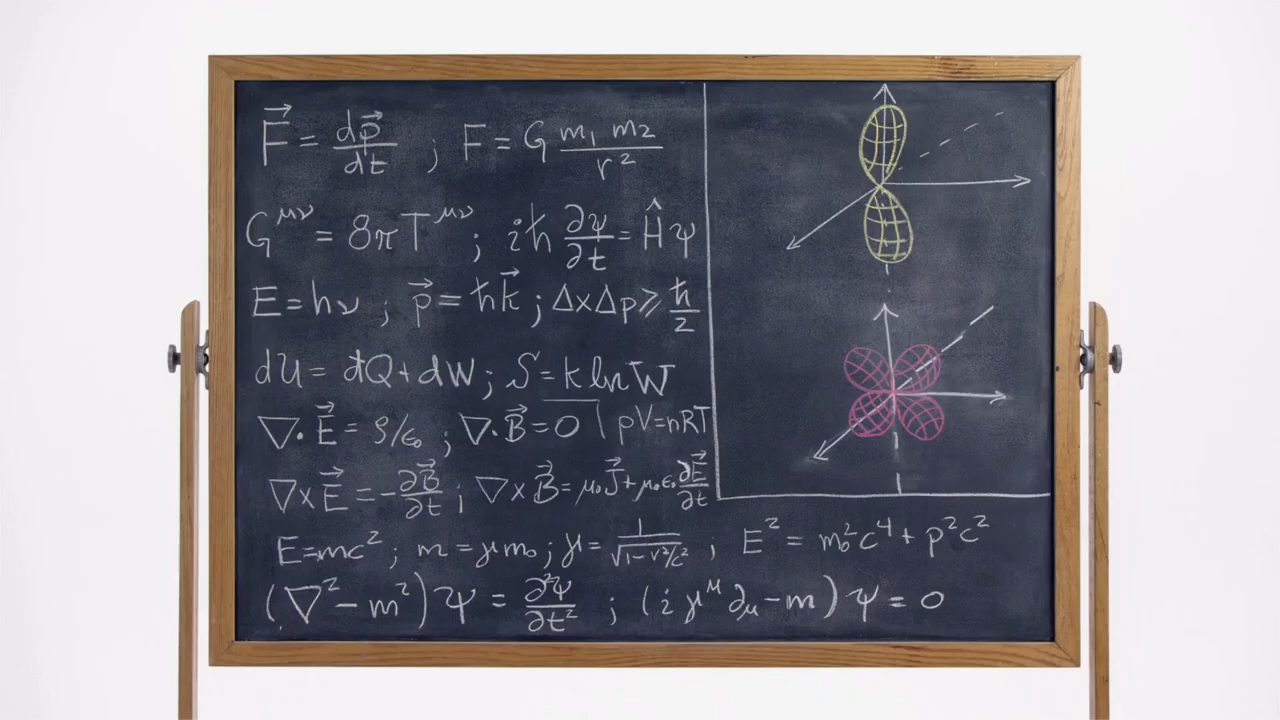 F⃗ = dp⃗/dt ; F = G m₁ m₂ / r²
G^μν = 8πT^μν ; iħ ∂ψ/∂t = Ĥψ
E = hν ; p⃗ = ħk⃗ ; ΔxΔp ⩾ ħ/2
dU = đQ + đW ; S = k ln W
∇·E⃗ = ρ/ε₀ ; ∇·B⃗ = 0 pV = nRT
∇×E⃗ = -∂B⃗/∂t ; ∇×B⃗ = μ₀J⃗ + μ₀ε₀ ∂E⃗/∂t
E = mc² ; m = γm₀ ; γ = 1/√(1-v²/c²) ; E² = m₀²c⁴ + p²c²
(∇² - m²)Ψ = ∂²Ψ/∂t² ; (iγ^μ ∂_μ - m)ψ = 0